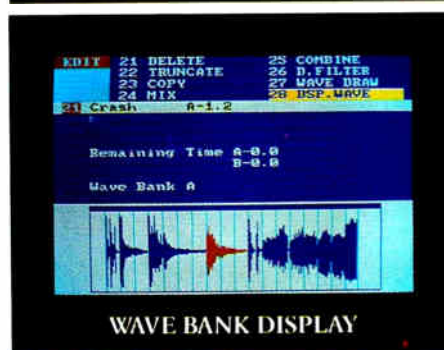 EDIT 21 DELETE 25 COMBINE
22 TRUNCATE 26 D.FILTER
23 COPY 27 WAVE DRAW
24 MIX 28 DSP.WAVE
21 Crash A-1.2
Remaining Time A-0.0
B-0.0
Wave Bank A
WAVE BANK DISPLAY